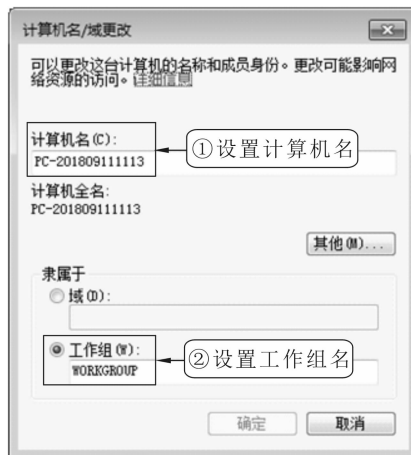 计算机名/域更改
可以更改这台计算机的名称和成员身份。更改可能影响网
络资源的访问。详细信息
计算机名(C):
PC-201809111113
①设置计算机名
计算机全名:
PC-201809111113
其他(M)...
隶属于
域(D):
工作组(W):
WORKGROUP
②设置工作组名
确定
取消